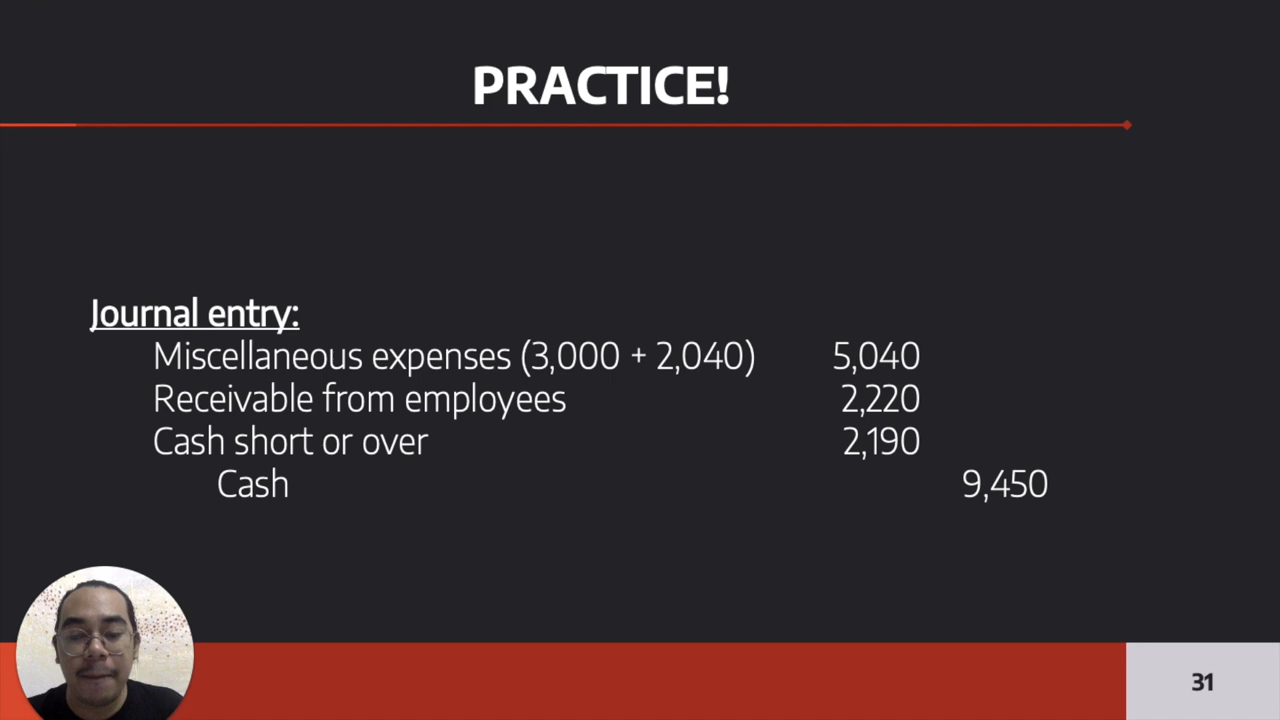 PRACTICE!
Journal entry:
Miscellaneous expenses (3,000 + 2,040) 5,040
Receivable from employees 2,220
Cash short or over 2,190
Cash 9,450
31